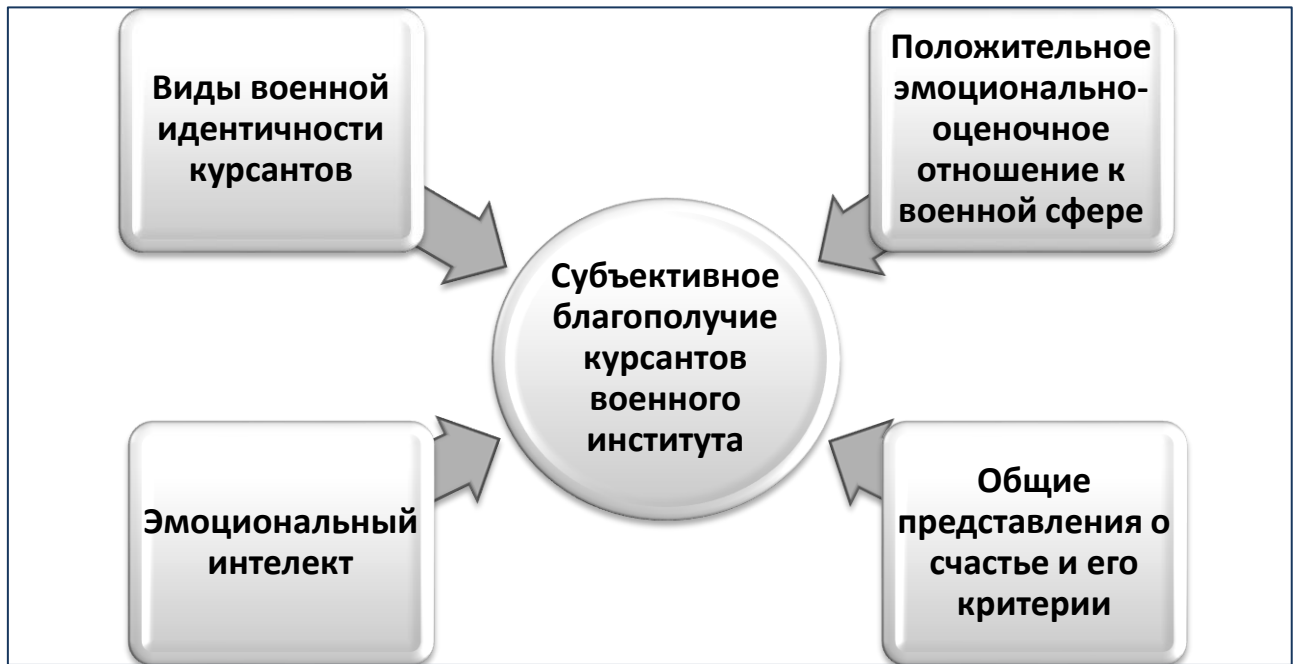 Виды военной
идентичности
курсантов
Положительное
эмоционально-
оценочное
отношение к
военной сфере
Субъективное
благополучие
курсантов
военного
института
Эмоциональный
интелект
Общие
представления о
счастье и его
критерии